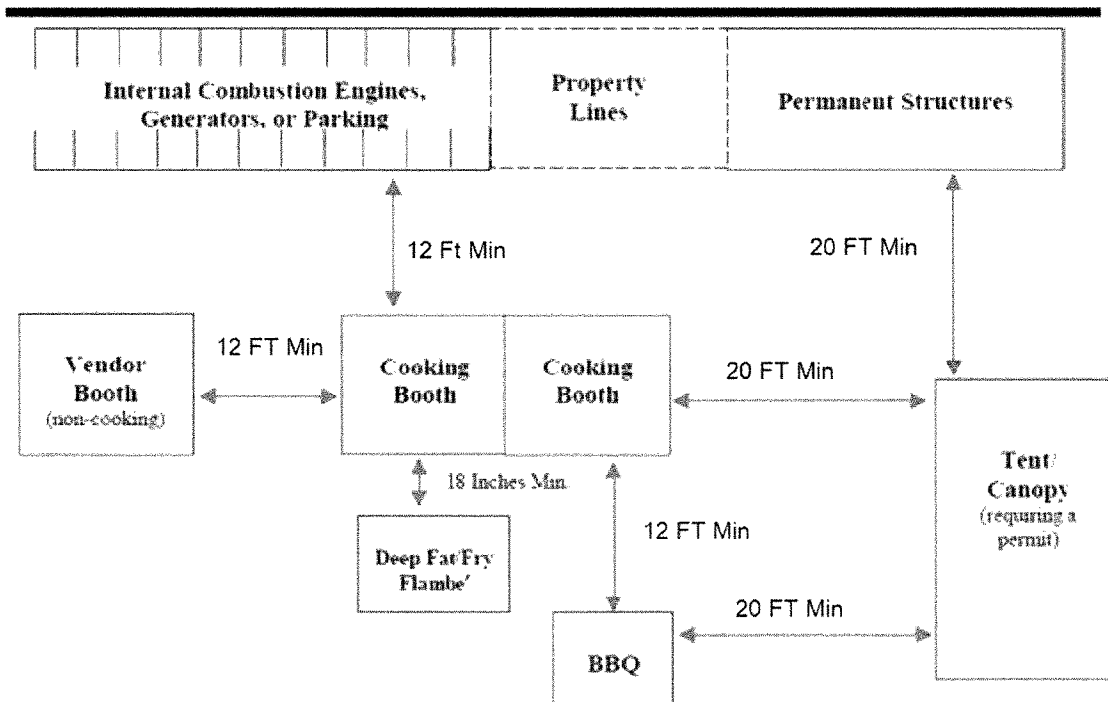 Internal Combustion Engines,
Generators, or Parking
Property
Lines
Permanent Structures
12 Ft Min
20 FT Min
Vendor
Booth
(non-cooking)
12 FT Min
Cooking
Booth
Cooking
Booth
20 FT Min
18 Inches Min.
Deep Fat/Fry
Flambe'
12 FT Min
Tent/
Canopy
(requiring a
permit)
20 FT Min
BBQ